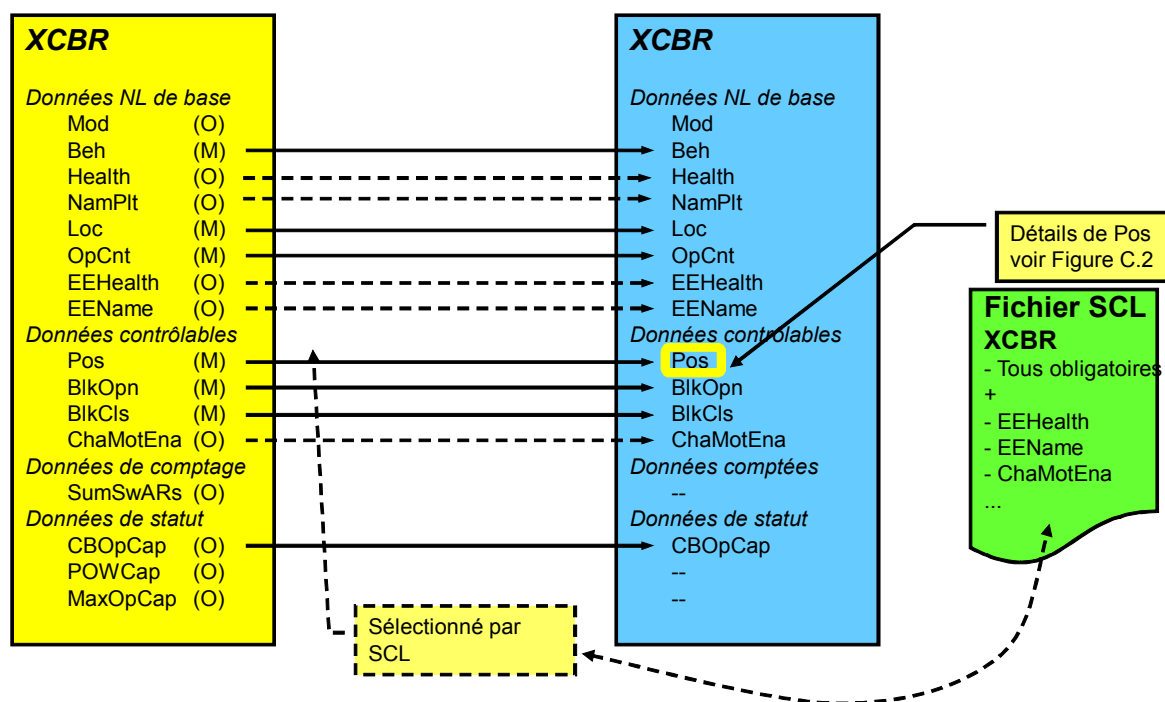 XCBR
Données NL de base
Mod (O)
Beh (M)
Health (O)
NamPlt (O)
Loc (M)
OpCnt (M)
EEHealth (O)
EEName (O)
Données contrôlables
Pos (M)
BlkOpn (M)
BlkCls (M)
ChaMotEna (O)
Données de comptage
SumSwARs (O)
Données de statut
CBOpCap (O)
POWCap (O)
MaxOpCap (O)
XCBR
Données NL de base
Mod
Beh
Health
NamPlt
Loc
OpCnt
EEHealth
EEName
Données contrôlables
Pos
BlkOpn
BlkCls
ChaMotEna
Données comptées
--
Données de statut
CBOpCap
--
--
Détails de Pos
voir Figure C.2
Fichier SCL
XCBR
- Tous obligatoires
+
- EEHealth
- EEName
- ChaMotEna
...
Sélectionné par
SCL